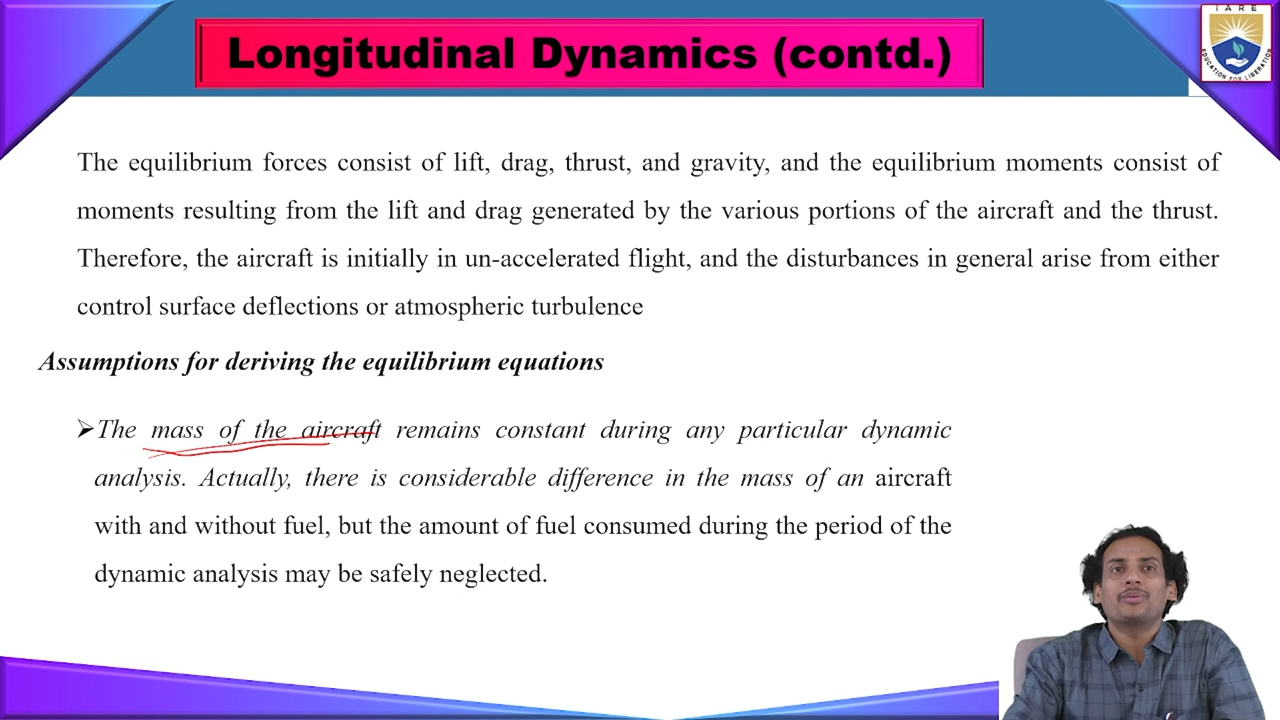 Longitudinal Dynamics (contd.)
IARE
EDUCATION FOR LIBERATION
The equilibrium forces consist of lift, drag, thrust, and gravity, and the equilibrium moments consist of
moments resulting from the lift and drag generated by the various portions of the aircraft and the thrust.
Therefore, the aircraft is initially in un-accelerated flight, and the disturbances in general arise from either
control surface deflections or atmospheric turbulence
Assumptions for deriving the equilibrium equations
➢The mass of the aircraft remains constant during any particular dynamic
analysis. Actually, there is considerable difference in the mass of an aircraft
with and without fuel, but the amount of fuel consumed during the period of the
dynamic analysis may be safely neglected.